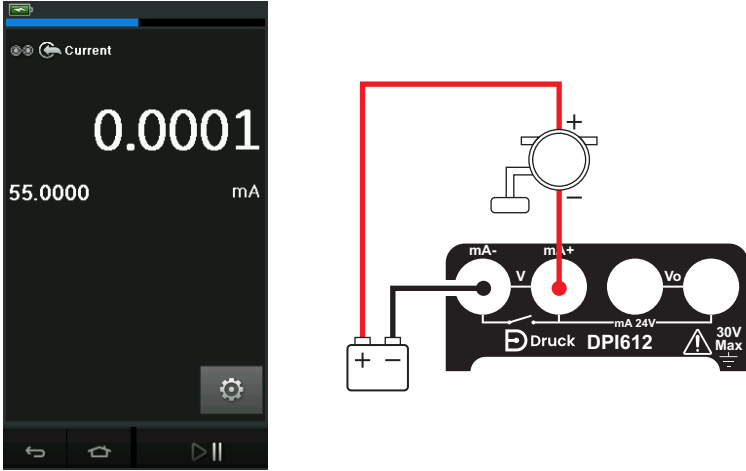 Current
0.0001
55.0000 mA
+
−
mA- mA+
V Vo
mA 24V
30V
Max
Druck DPI612
+ −